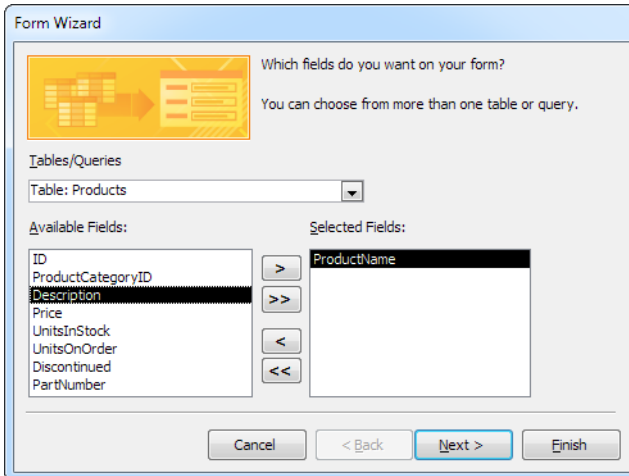 Form Wizard
Which fields do you want on your form?
You can choose from more than one table or query.
Tables/Queries
Table: Products
Available Fields:
Selected Fields:
ID
ProductCategoryID
Description
Price
UnitsInStock
UnitsOnOrder
Discontinued
PartNumber
>
>>
<
<<
ProductName
Cancel
< Back
Next >
Finish